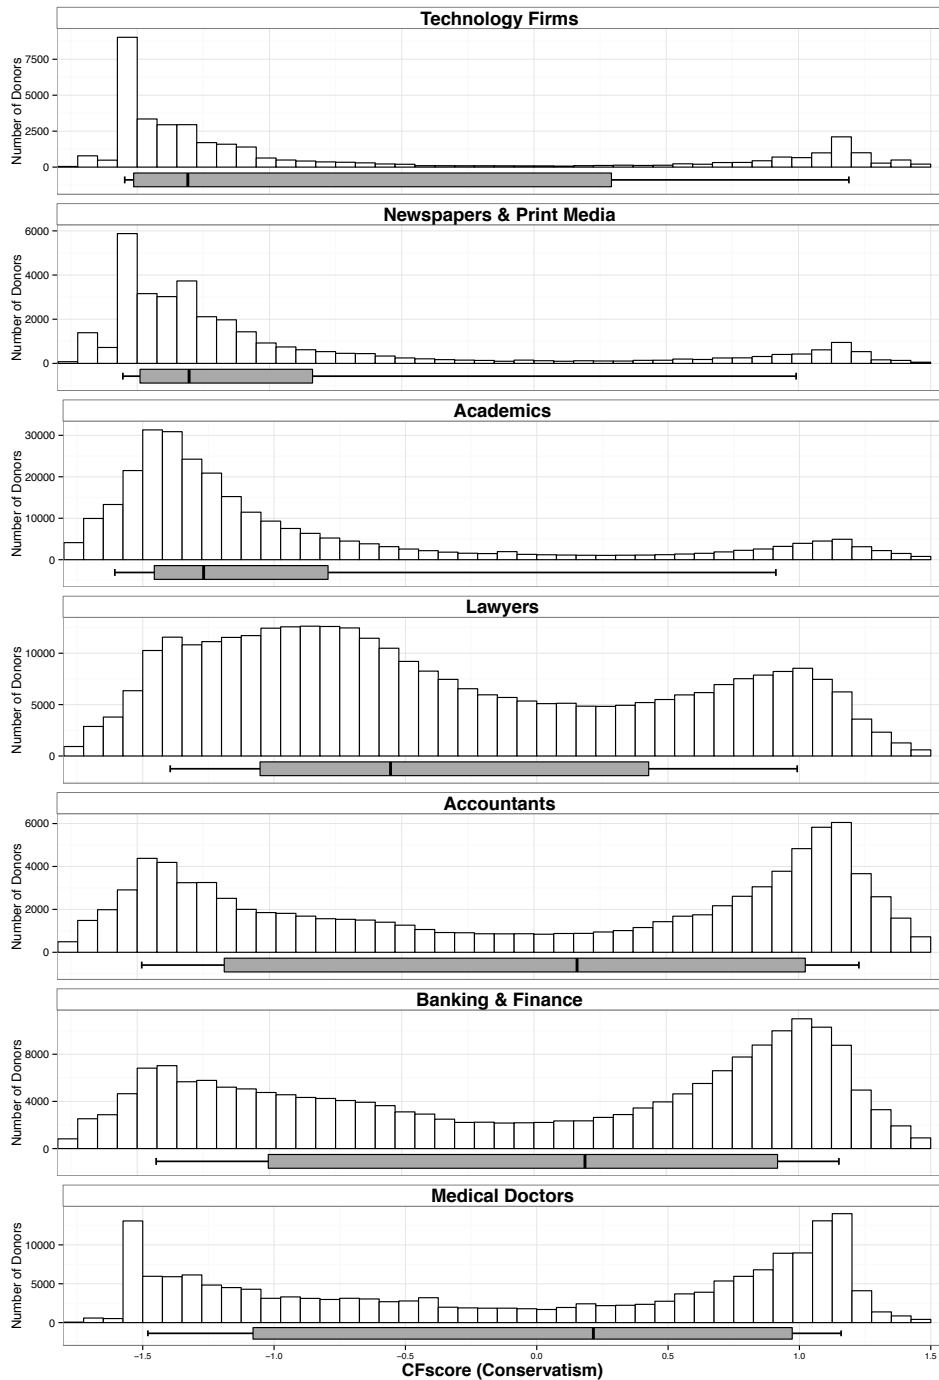 Technology Firms
Number of Donors
7500
5000
2500
0
Newspapers & Print Media
Number of Donors
6000
4000
2000
0
Academics
Number of Donors
30000
20000
10000
0
Lawyers
Number of Donors
10000
5000
0
Accountants
Number of Donors
6000
4000
2000
0
Banking & Finance
Number of Donors
8000
4000
0
Medical Doctors
Number of Donors
10000
5000
0
−1.5 −1.0 −0.5 0.0 0.5 1.0 1.5
CFscore (Conservatism)